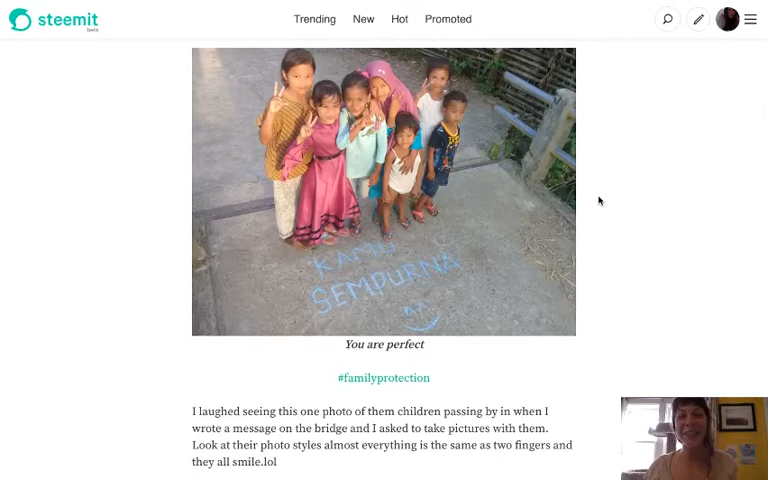 steemit
beta
Trending New Hot Promoted
KAMU
SEMPURNA
You are perfect
#familyprotection
I laughed seeing this one photo of them children passing by in when I
wrote a message on the bridge and I asked to take pictures with them.
Look at their photo styles almost everything is the same as two fingers and
they all smile.lol